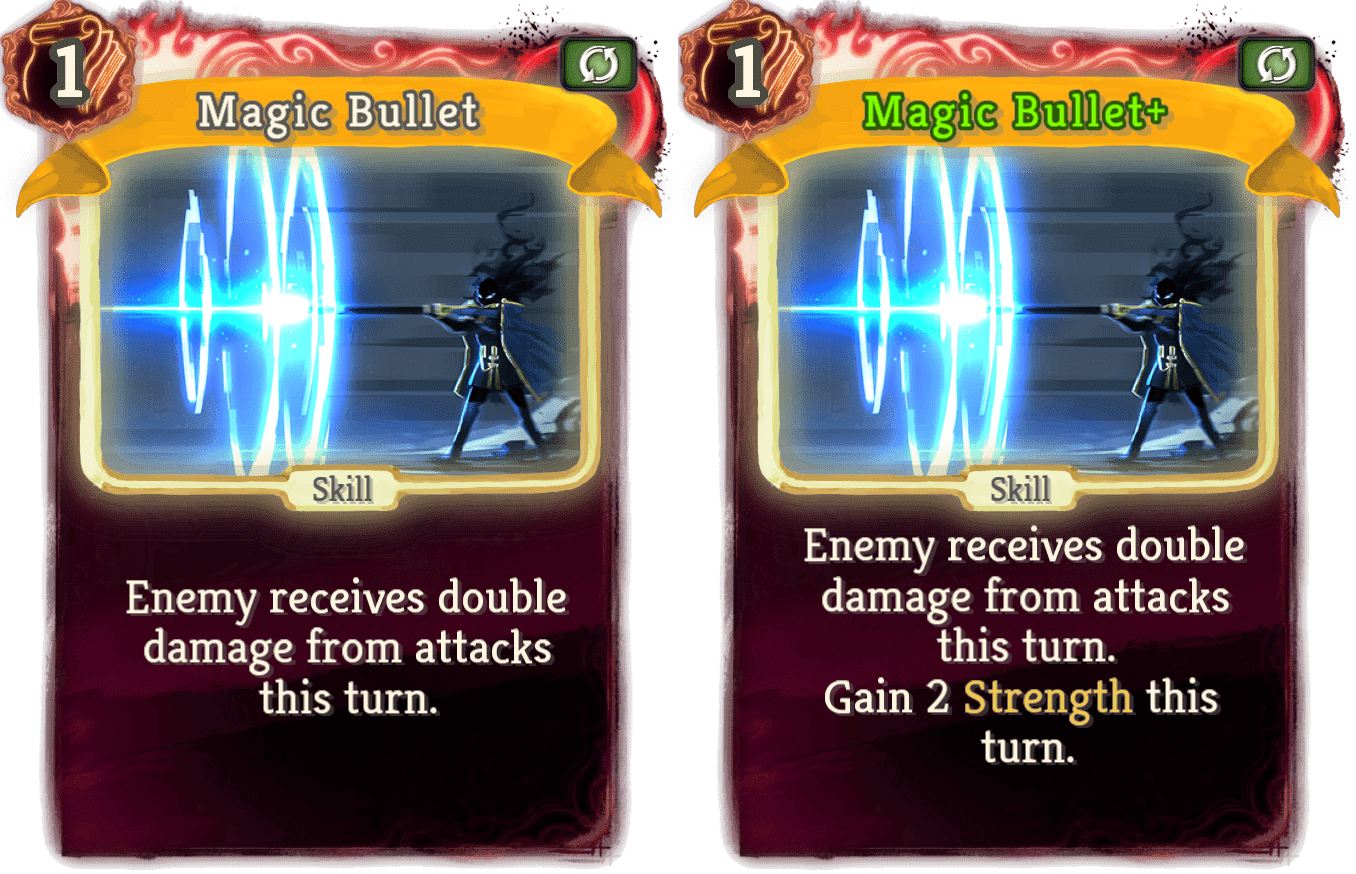 1
Magic Bullet
Skill
Enemy receives double
damage from attacks
this turn.
1
Magic Bullet+
Skill
Enemy receives double
damage from attacks
this turn.
Gain 2 Strength this
turn.